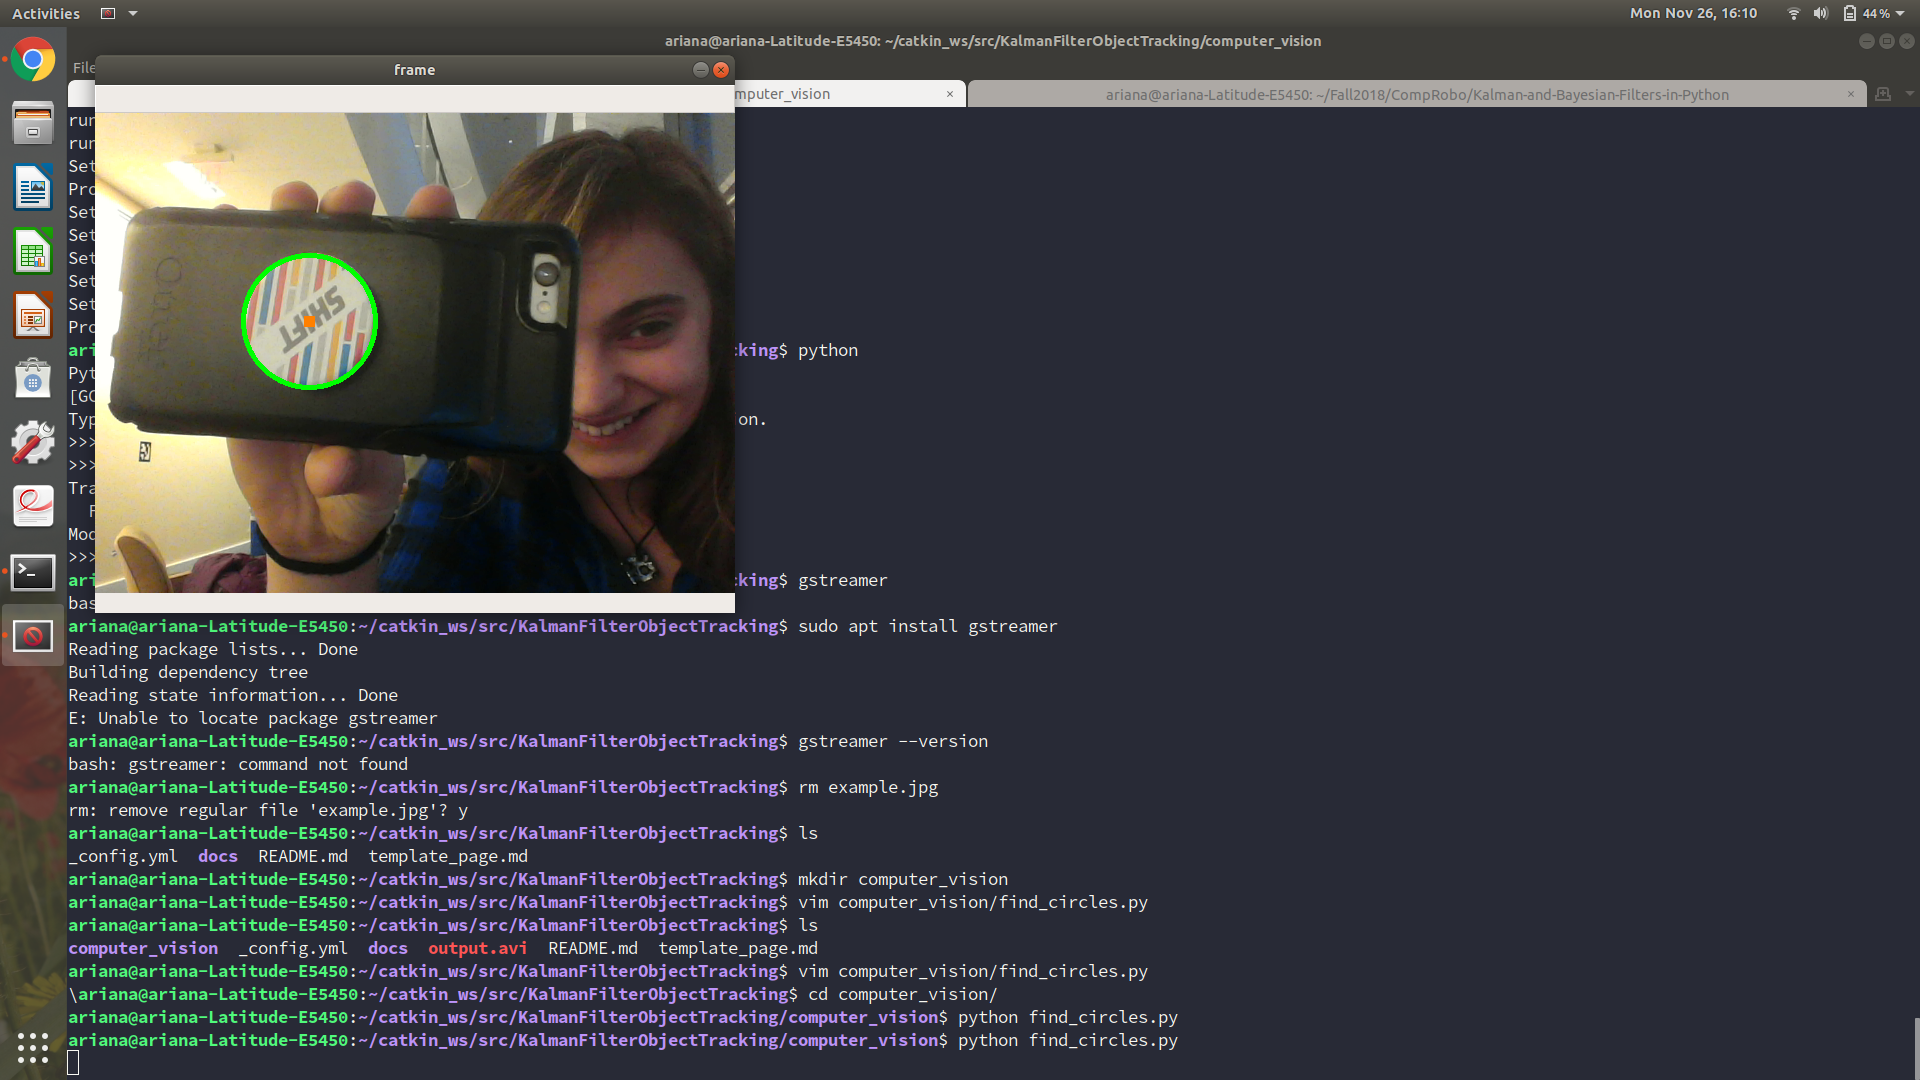 Activities
Mon Nov 26, 16:10
44%
ariana@ariana-Latitude-E5450: ~/catkin_ws/src/KalmanFilterObjectTracking/computer_vision
File
frame
mputer_vision
ariana@ariana-Latitude-E5450: ~/Fall2018/CompRobo/Kalman-and-Bayesian-Filters-in-Python
run
run
Set
Pro
Set
Set
Set
Set
Set
Pro
SHIFT
ari
king$ python
Pyt
[GC
Typ
on.
>>>
>>>
Tra
F
Mod
>>>
ari
king$ gstreamer
bas
ariana@ariana-Latitude-E5450:~/catkin_ws/src/KalmanFilterObjectTracking$ sudo apt install gstreamer
Reading package lists... Done
Building dependency tree
Reading state information... Done
E: Unable to locate package gstreamer
ariana@ariana-Latitude-E5450:~/catkin_ws/src/KalmanFilterObjectTracking$ gstreamer --version
bash: gstreamer: command not found
ariana@ariana-Latitude-E5450:~/catkin_ws/src/KalmanFilterObjectTracking$ rm example.jpg
rm: remove regular file 'example.jpg'? y
ariana@ariana-Latitude-E5450:~/catkin_ws/src/KalmanFilterObjectTracking$ ls
_config.yml docs README.md template_page.md
ariana@ariana-Latitude-E5450:~/catkin_ws/src/KalmanFilterObjectTracking$ mkdir computer_vision
ariana@ariana-Latitude-E5450:~/catkin_ws/src/KalmanFilterObjectTracking$ vim computer_vision/find_circles.py
ariana@ariana-Latitude-E5450:~/catkin_ws/src/KalmanFilterObjectTracking$ ls
computer_vision _config.yml docs output.avi README.md template_page.md
ariana@ariana-Latitude-E5450:~/catkin_ws/src/KalmanFilterObjectTracking$ vim computer_vision/find_circles.py
\ariana@ariana-Latitude-E5450:~/catkin_ws/src/KalmanFilterObjectTracking$ cd computer_vision/
ariana@ariana-Latitude-E5450:~/catkin_ws/src/KalmanFilterObjectTracking/computer_vision$ python find_circles.py
ariana@ariana-Latitude-E5450:~/catkin_ws/src/KalmanFilterObjectTracking/computer_vision$ python find_circles.py